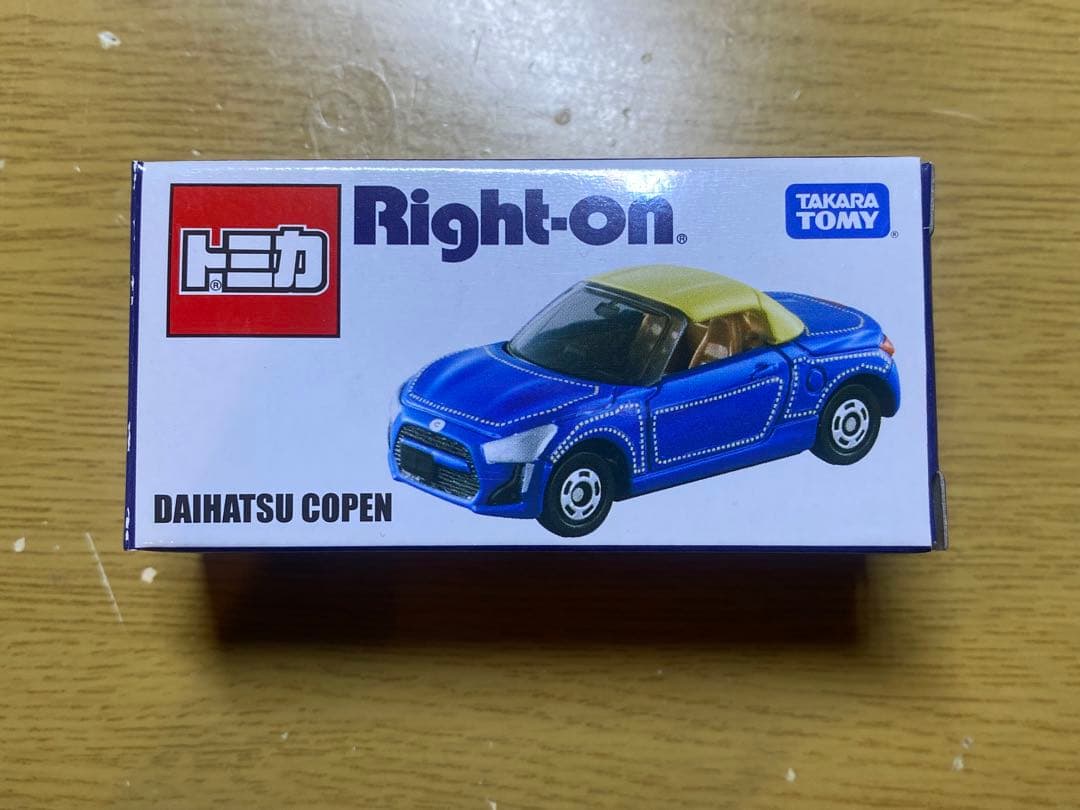 トミカ®
Right-on®
TAKARA
TOMY®
DAIHATSU COPEN